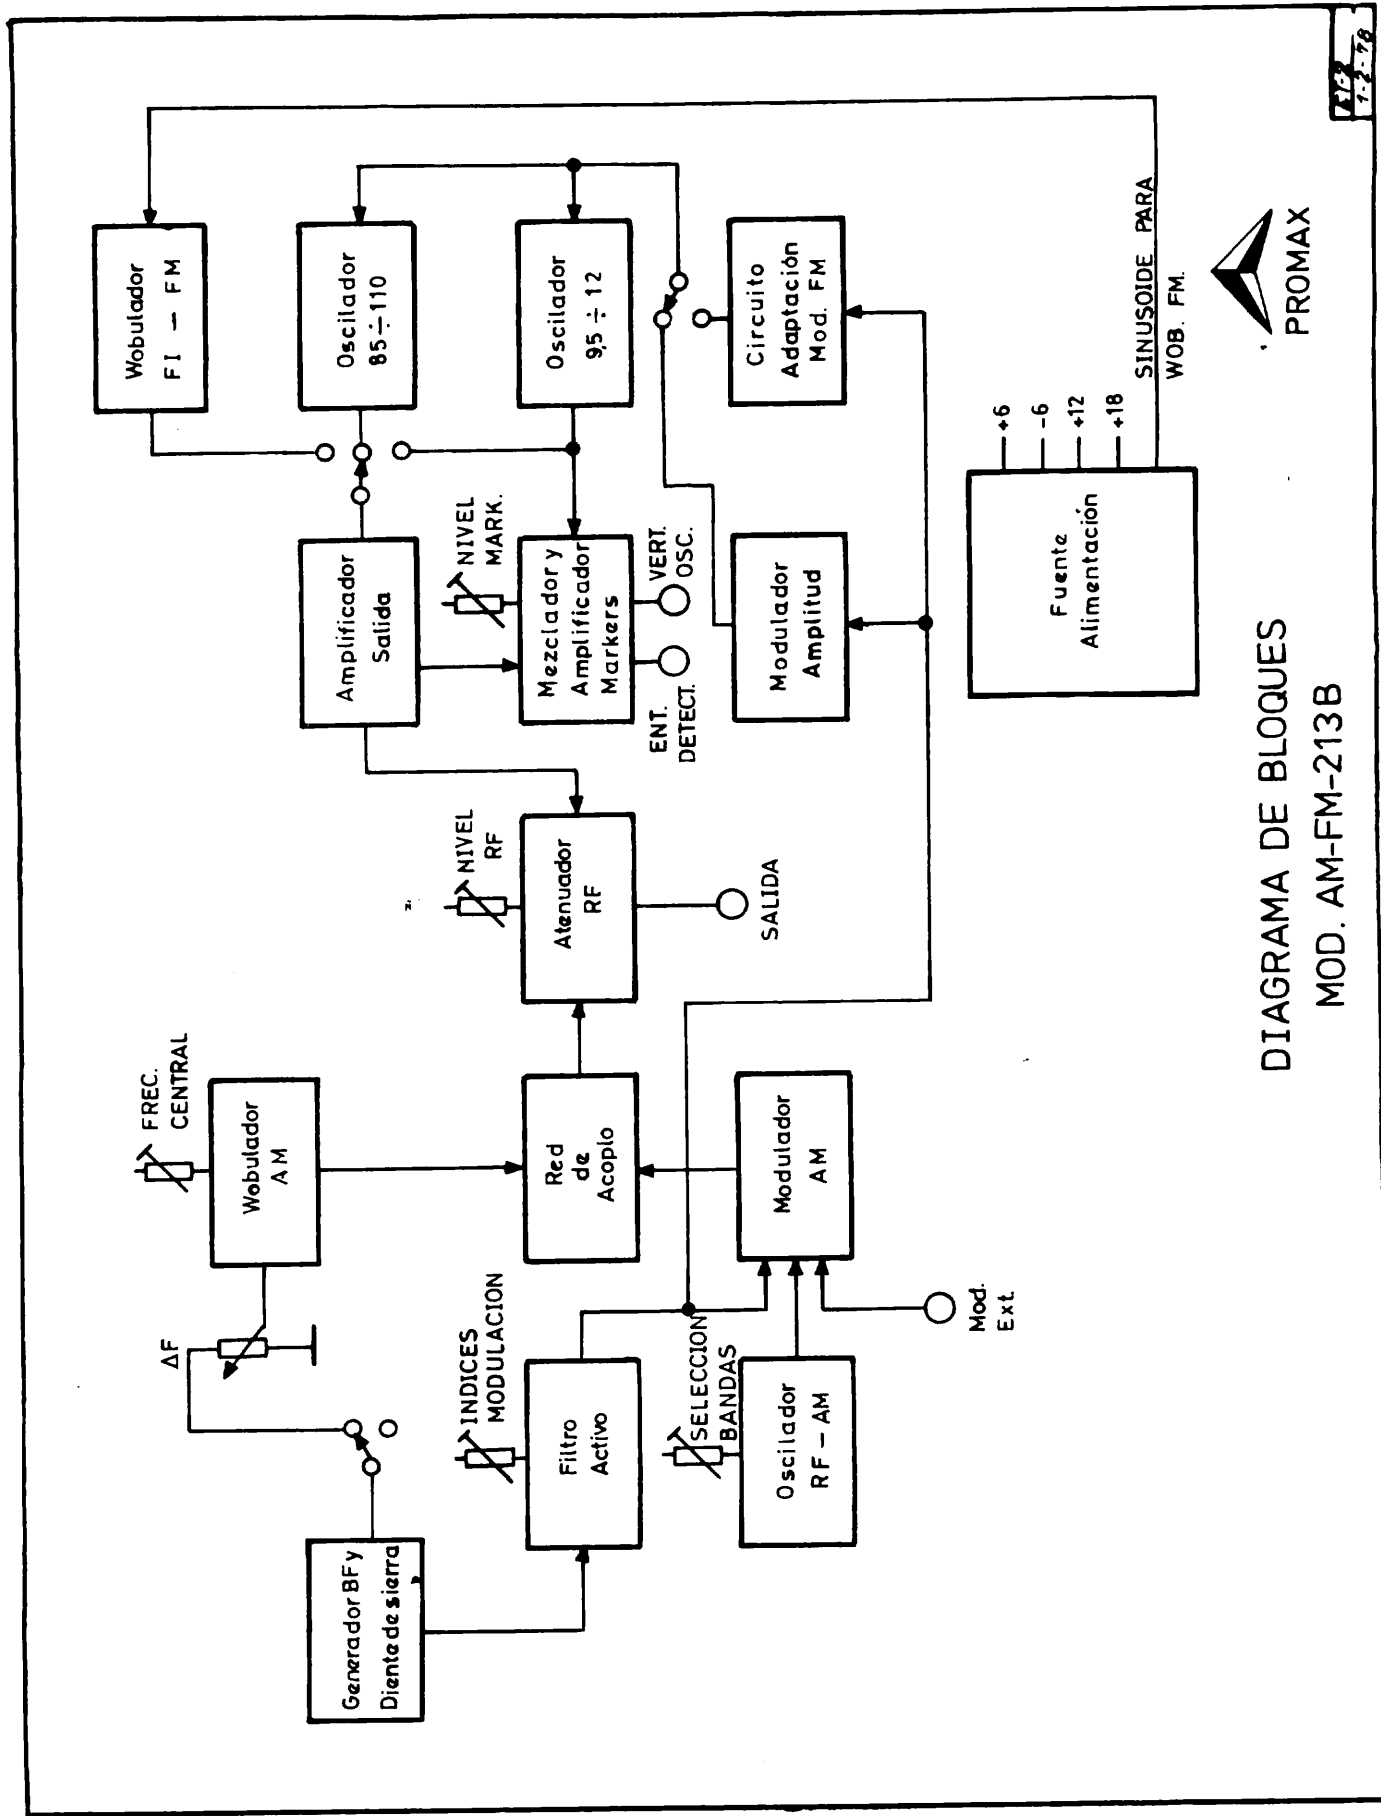 Generador BF y
Diente de sierra
ΔF
FREC.
CENTRAL
Wobulador
AM
INDICES
MODULACION
Filtro
Activo
SELECCION
BANDAS
Oscilador
RF - AM
Mod.
Ext.
Red
de
Acoplo
Modulador
AM
NIVEL
RF
Atenuador
RF
SALIDA
Amplificador
Salida
NIVEL
MARK.
Mezclador y
Amplificador
Markers
ENT.
DETECT.
VERT.
OSC.
Modulador
Amplitud
Wobulador
FI - FM
Oscilador
85÷110
Oscilador
9,5 ÷ 12
Circuito
Adaptación
Mod. FM
Fuente
Alimentación
+6
-6
+12
+18
SINUSOIDE PARA
WOB. FM.
DIAGRAMA DE BLOQUES
MOD. AM-FM-213B
PROMAX
1-2-78